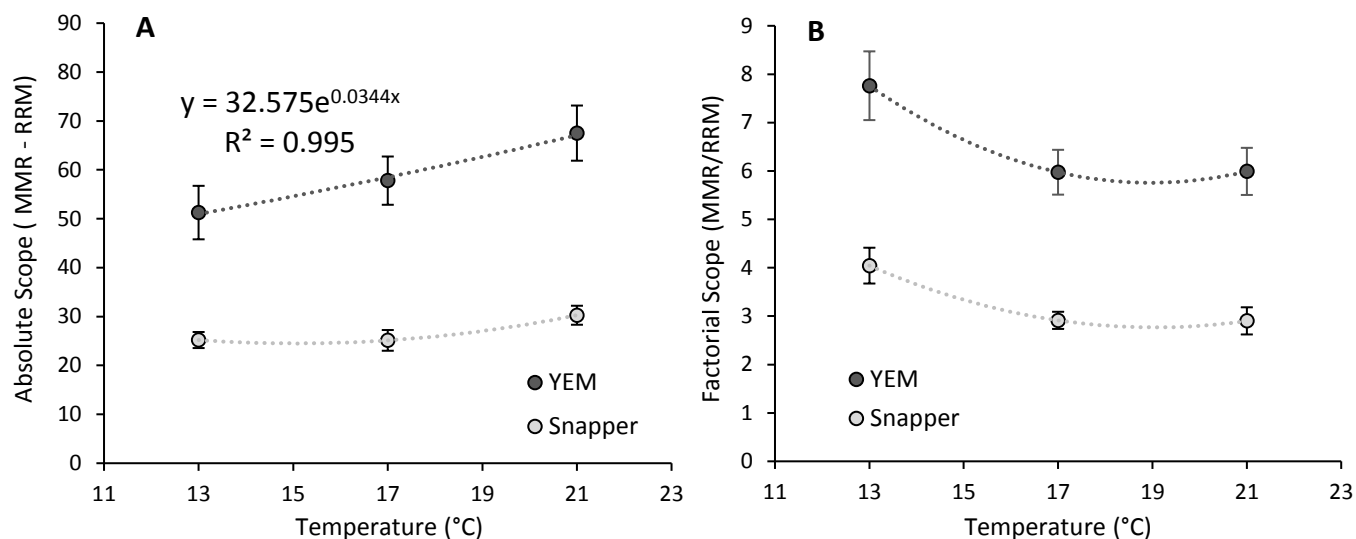 A
Absolute Scope ( MMR - RRM)
90
80
70
60
50
40
30
20
10
0
y = 32.575e^0.0344x
R² = 0.995
YEM
Snapper
11 13 15 17 19 21 23
Temperature (°C)
B
Factorial Scope (MMR/RRM)
9
8
7
6
5
4
3
2
1
0
YEM
Snapper
11 13 15 17 19 21 23
Temperature (°C)